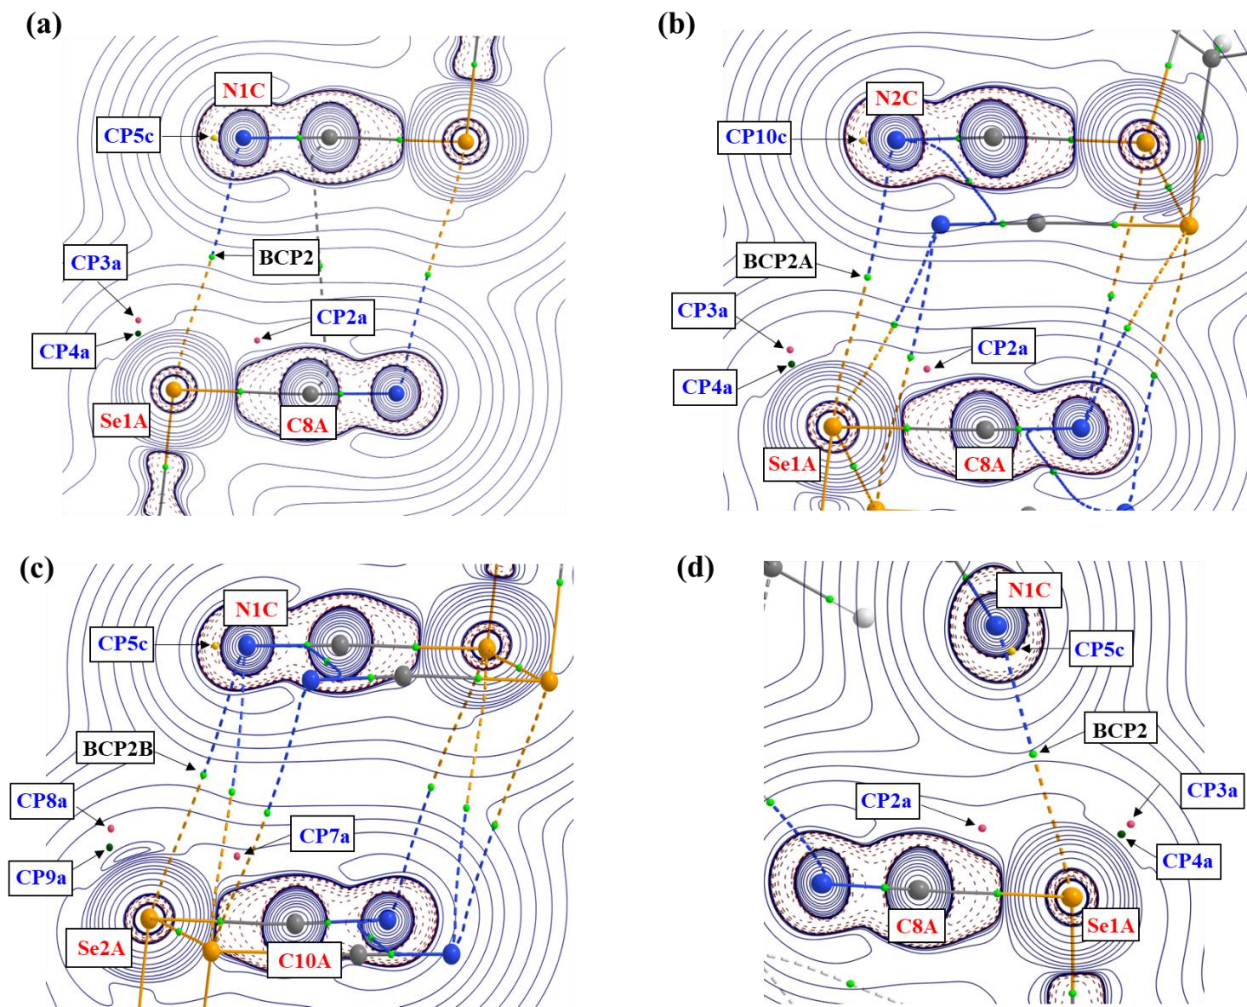 (a)
N1C
CP5c
CP3a
BCP2
CP4a
CP2a
Se1A
C8A
(b)
N2C
CP10c
BCP2A
CP3a
CP2a
CP4a
Se1A
C8A
(c)
N1C
CP5c
BCP2B
CP8a
CP7a
CP9a
Se2A
C10A
(d)
N1C
CP5c
BCP2
CP2a
CP3a
CP4a
C8A
Se1A